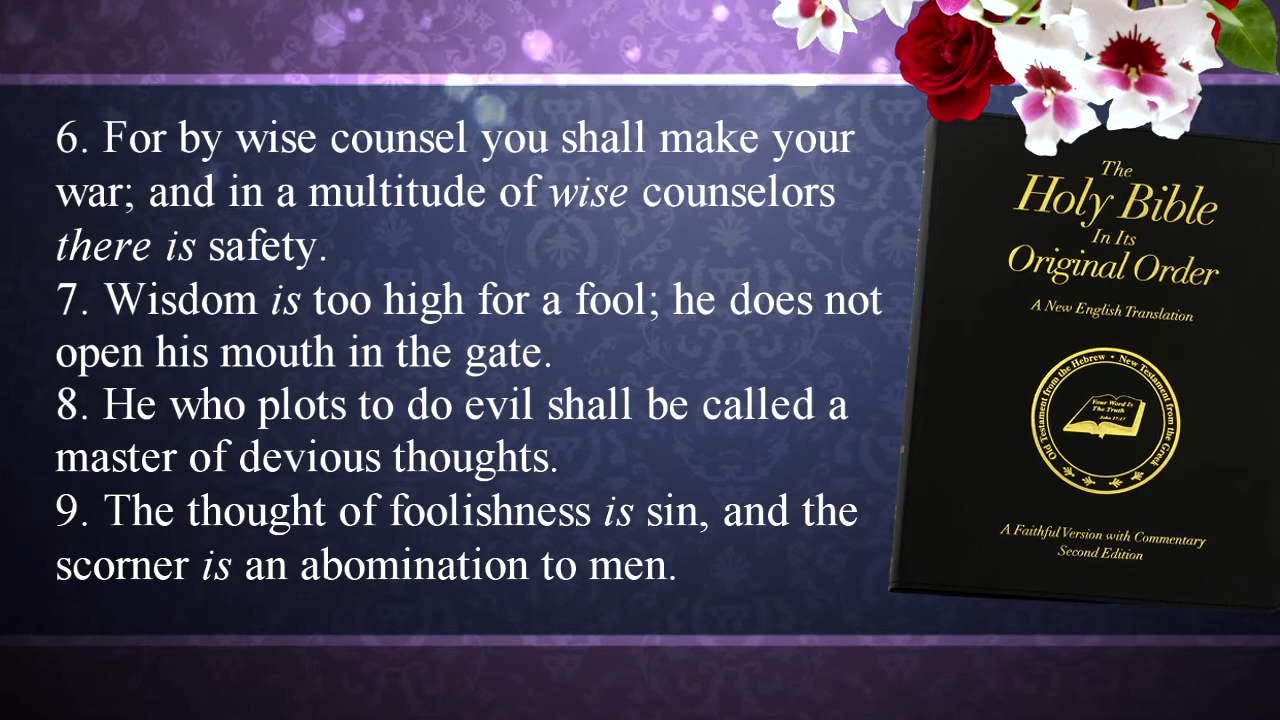 6. For by wise counsel you shall make your
war; and in a multitude of wise counselors
there is safety.
7. Wisdom is too high for a fool; he does not
open his mouth in the gate.
8. He who plots to do evil shall be called a
master of devious thoughts.
9. The thought of foolishness is sin, and the
scorner is an abomination to men.
The
Holy Bible
In Its
Original Order
A New English Translation
Old Testament from the Hebrew • New Testament from the Greek
Your Word Is
The Truth
John 17:17
A Faithful Version with Commentary
Second Edition